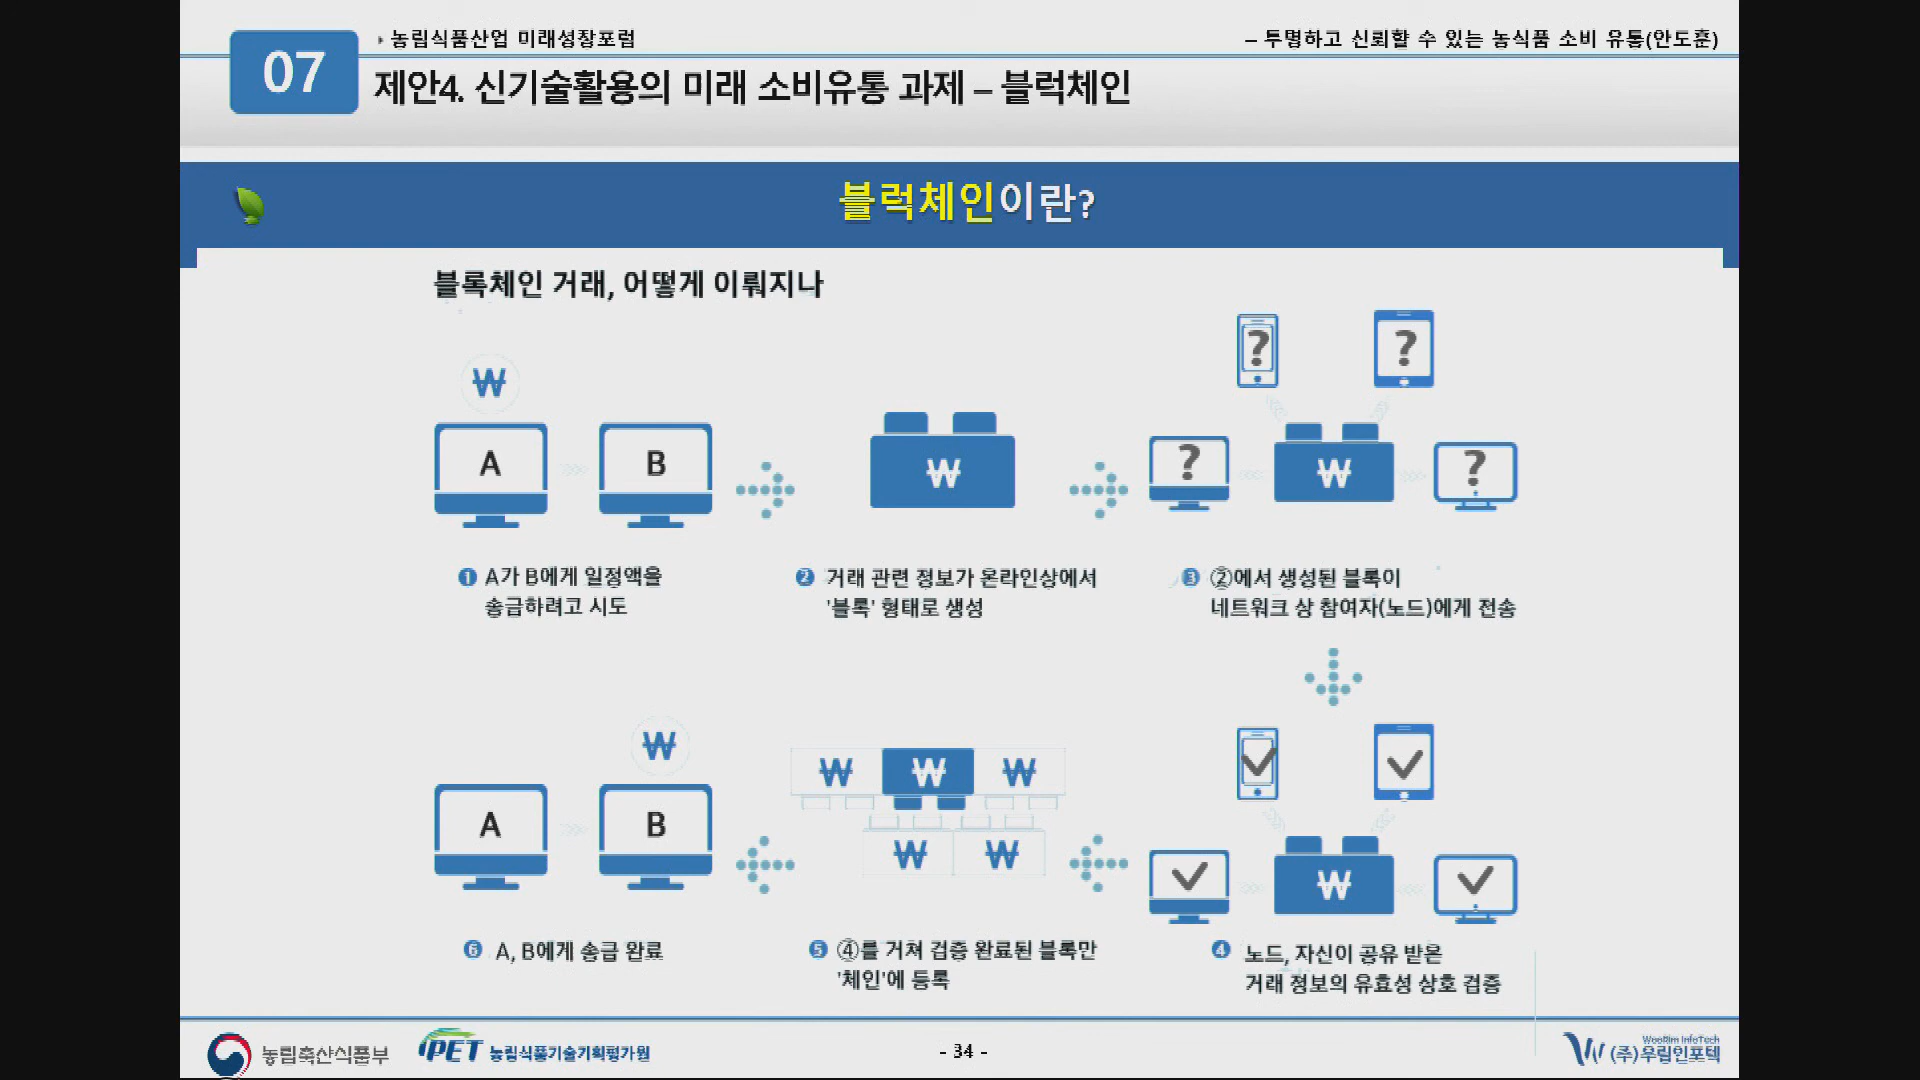 07
농림식품산업 미래성장포럼
– 투명하고 신뢰할 수 있는 농식품 소비 유통(안도훈)
제안4. 신기술활용의 미래 소비유통 과제 – 블럭체인
블럭체인이란?
블록체인 거래, 어떻게 이뤄지나
₩
A
B
₩
?
?
?
₩
?
❶ A가 B에게 일정액을
송금하려고 시도
❷ 거래 관련 정보가 온라인상에서
'블록' 형태로 생성
❸ ②에서 생성된 블록이
네트워크 상 참여자(노드)에게 전송
₩
A
B
₩ ₩ ₩
₩ ₩
₩
❻ A, B에게 송금 완료
❺ ④를 거쳐 검증 완료된 블록만
'체인'에 등록
❹ 노드, 자신이 공유 받은
거래 정보의 유효성 상호 검증
농림축산식품부
iPET 농림식품기술기획평가원
- 34 -
WooRim InfoTech
(주)우림인포텍